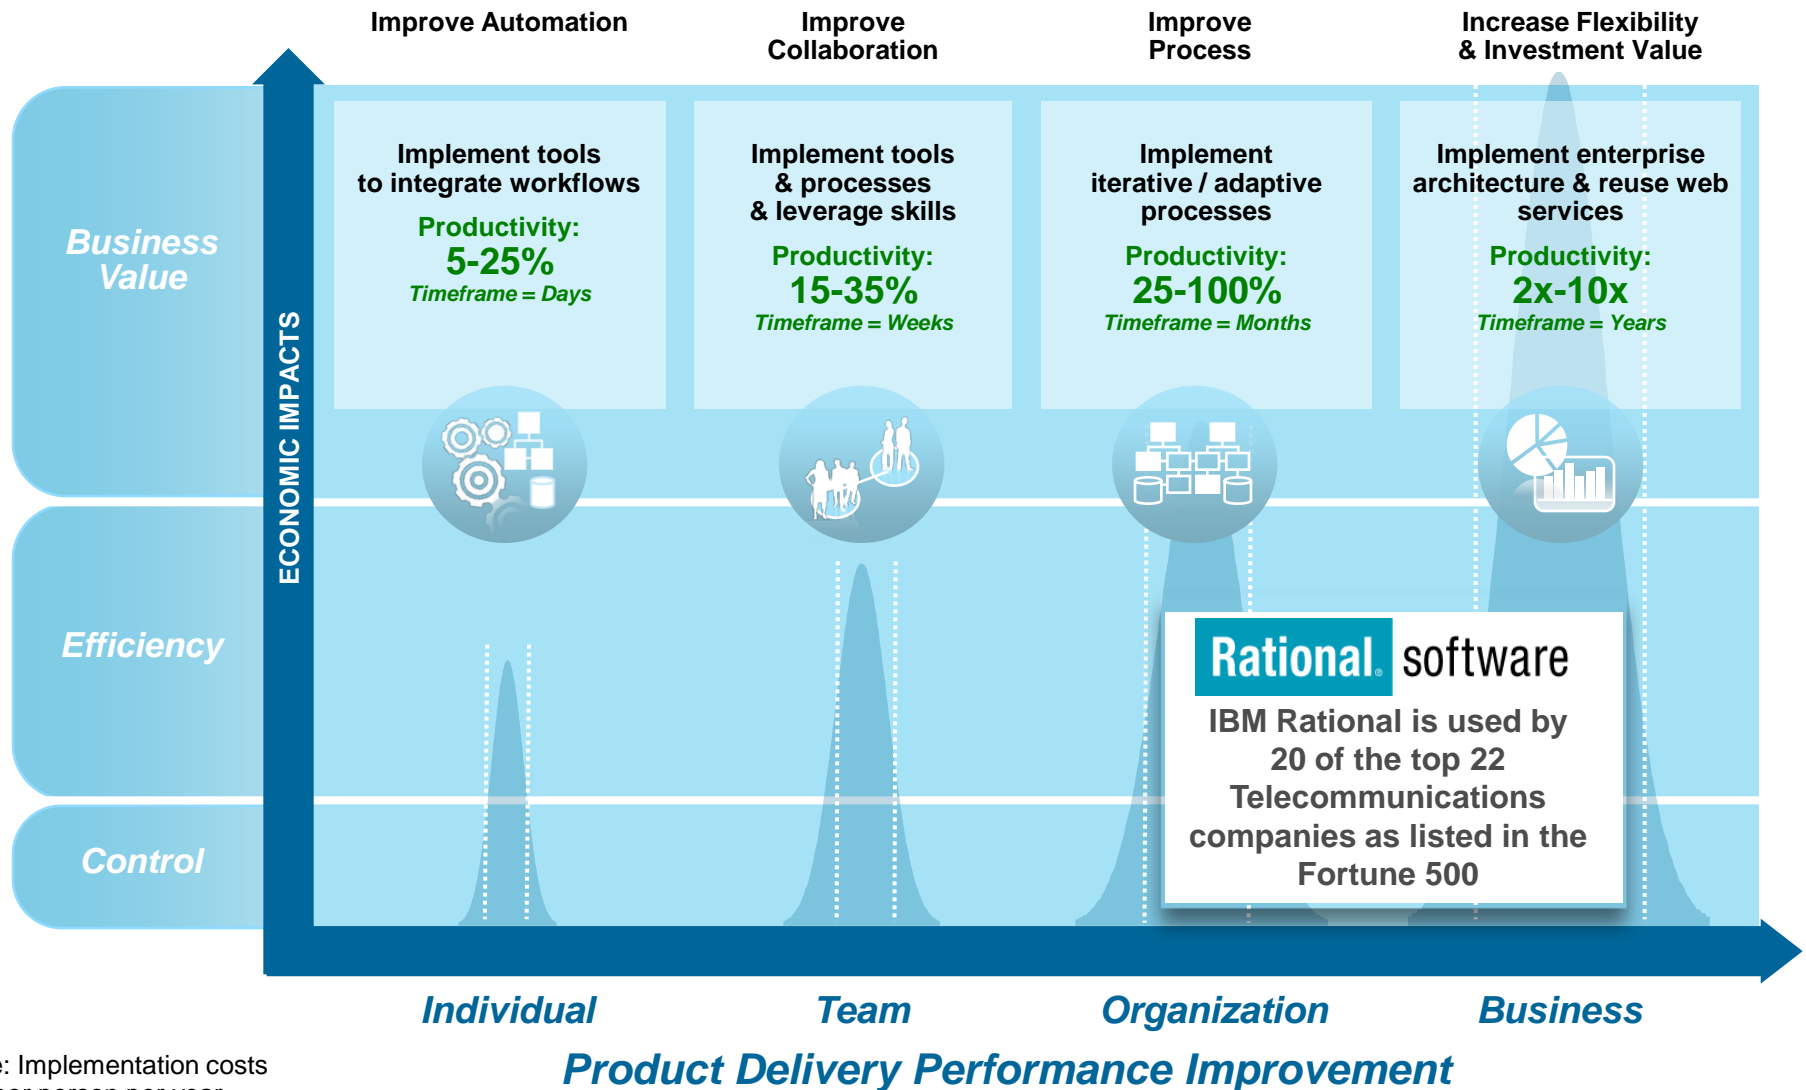 Improve Automation
Improve
Collaboration
Improve
Process
Increase Flexibility
& Investment Value
Business
Value
Efficiency
Control
ECONOMIC IMPACTS
Implement tools
to integrate workflows
Productivity:
5-25%
Timeframe = Days
Implement tools
& processes
& leverage skills
Productivity:
15-35%
Timeframe = Weeks
Implement
iterative / adaptive
processes
Productivity:
25-100%
Timeframe = Months
Implement enterprise
architecture & reuse web
services
Productivity:
2x-10x
Timeframe = Years
Rational® software
IBM Rational is used by
20 of the top 22
Telecommunications
companies as listed in the
Fortune 500
Individual
Team
Organization
Business
Product Delivery Performance Improvement
: Implementation costs
per person per year